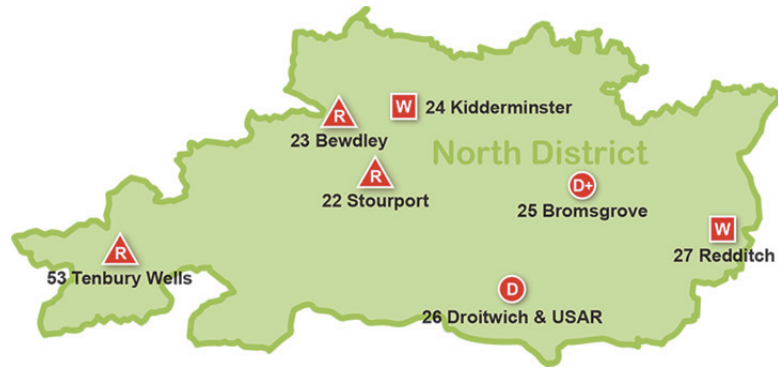 W
24 Kidderminster
R
23 Bewdley
North District
R
22 Stourport
D+
25 Bromsgrove
W
27 Redditch
R
53 Tenbury Wells
D
26 Droitwich & USAR